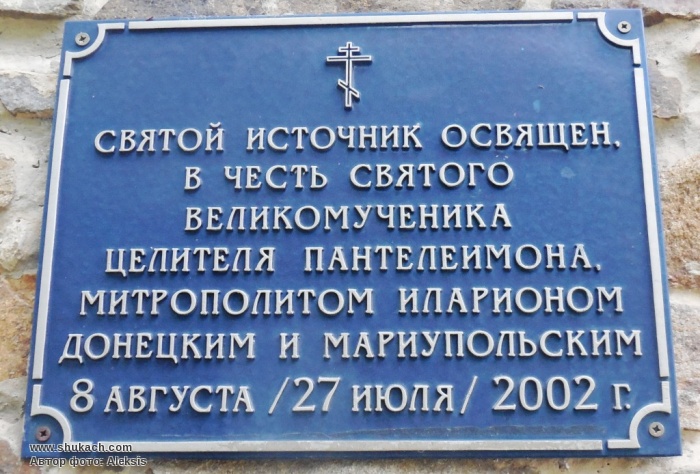 СВЯТОЙ ИСТОЧНИК ОСВЯЩЕН,
В ЧЕСТЬ СВЯТОГО
ВЕЛИКОМУЧЕНИКА
ЦЕЛИТЕЛЯ ПАНТЕЛЕИМОНА,
МИТРОПОЛИТОМ ИЛАРИОНОМ
ДОНЕЦКИМ И МАРИУПОЛЬСКИМ
8 АВГУСТА /27 ИЮЛЯ/ 2002 Г.
www.shukach.com
Автор фото: Aleksis